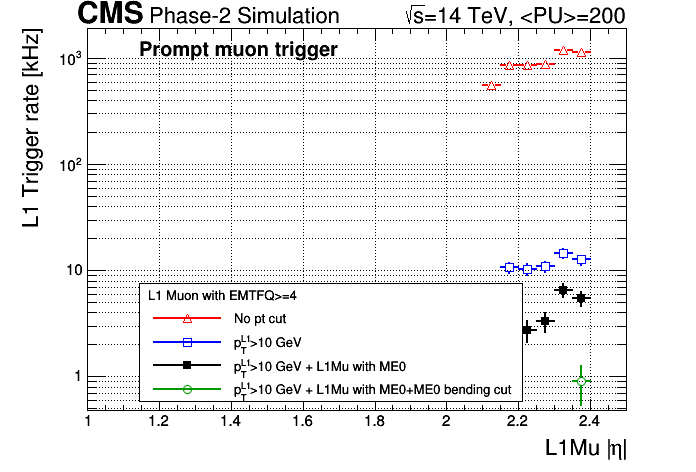 CMS Phase-2 Simulation √s=14 TeV, <PU>=200
Prompt muon trigger
L1 Trigger rate [kHz]
10³
10²
10
1
L1 Muon with EMTFQ>=4
No pt cut
p_T^L1>10 GeV
p_T^L1>10 GeV + L1Mu with ME0
p_T^L1>10 GeV + L1Mu with ME0+ME0 bending cut
1 1.2 1.4 1.6 1.8 2 2.2 2.4
L1Mu |η|